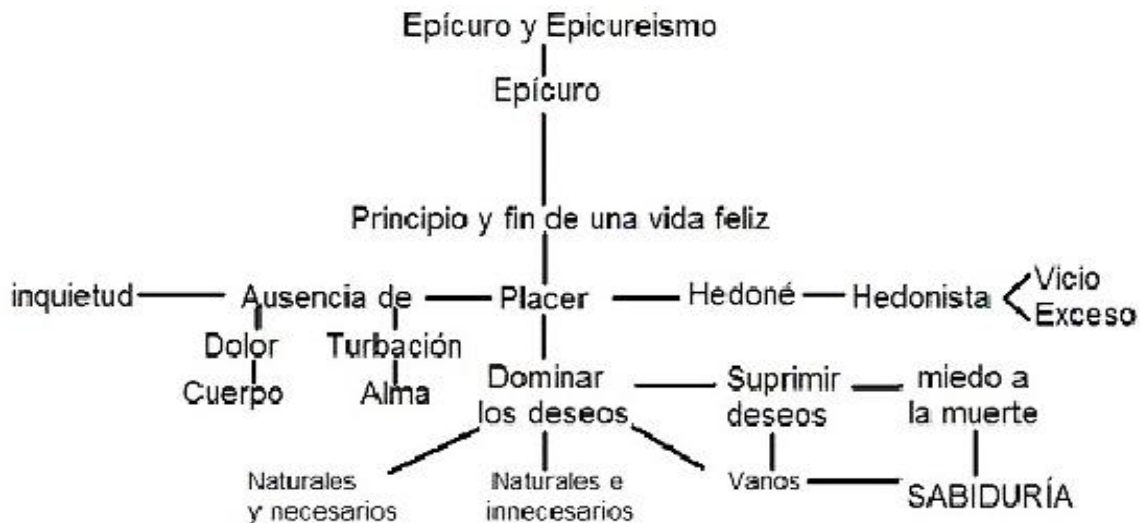 Epícuro y Epicureismo
Epícuro
Principio y fin de una vida feliz
inquietud Ausencia de Placer Hedoné Hedonista Vicio
Exceso
Dolor Turbación
Cuerpo Alma
Dominar
los deseos
Suprimir
deseos
miedo a
la muerte
Naturales
y necesarios
Naturales e
innecesarios
Vanos
SABIDURÍA